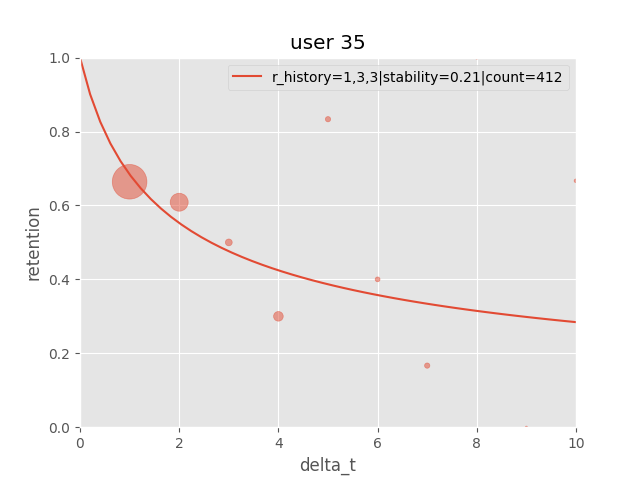 user 35
r_history=1,3,3|stability=0.21|count=412
retention
1.0
0.8
0.6
0.4
0.2
0.0
0 2 4 6 8 10
delta_t